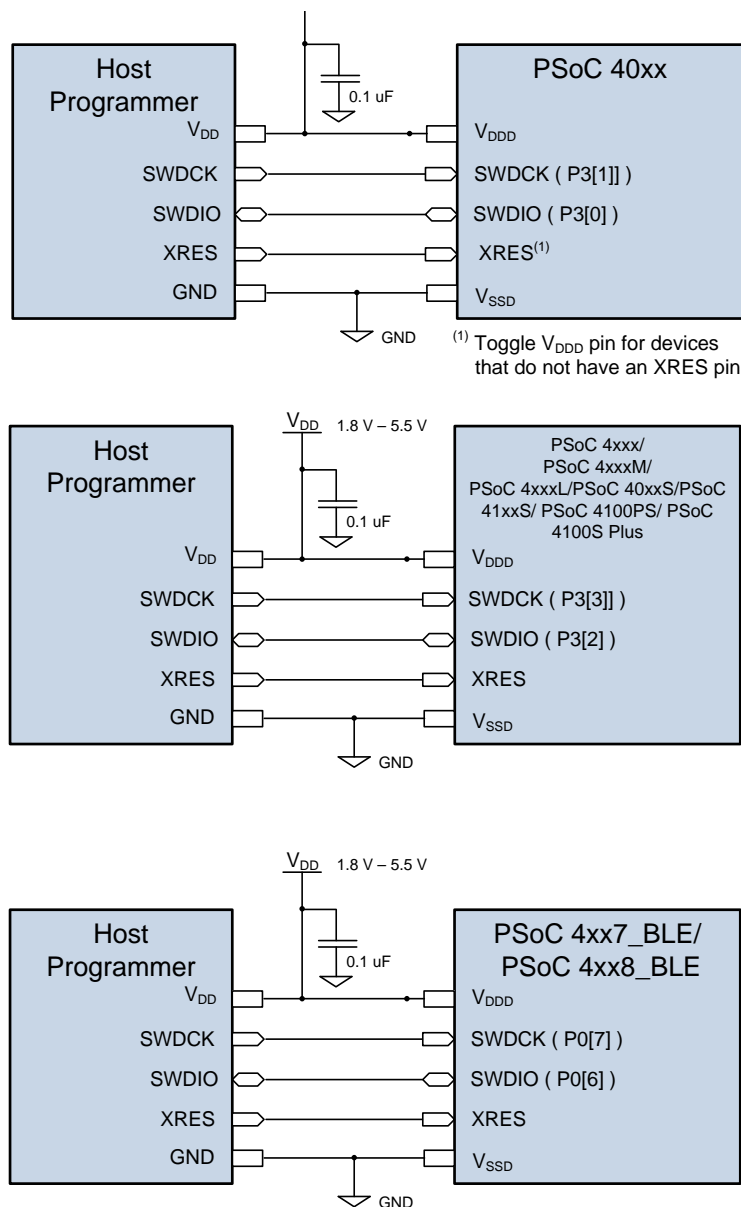 Host
Programmer
PSoC 40xx
0.1 uF
VDD
VDDD
SWDCK
SWDCK ( P3[1]] )
SWDIO
SWDIO ( P3[0] )
XRES
XRES(1)
GND
VSSD
GND
(1) Toggle VDDD pin for devices
that do not have an XRES pin
VDD 1.8 V – 5.5 V
Host
Programmer
PSoC 4xxx/
PSoC 4xxxM/
PSoC 4xxxL/PSoC 40xxS/PSoC
41xxS/ PSoC 4100PS/ PSoC
4100S Plus
0.1 uF
VDD
VDDD
SWDCK
SWDCK ( P3[3]] )
SWDIO
SWDIO ( P3[2] )
XRES
XRES
GND
VSSD
GND
VDD 1.8 V – 5.5 V
Host
Programmer
PSoC 4xx7_BLE/
PSoC 4xx8_BLE
0.1 uF
VDD
VDDD
SWDCK
SWDCK ( P0[7] )
SWDIO
SWDIO ( P0[6] )
XRES
XRES
GND
VSSD
GND